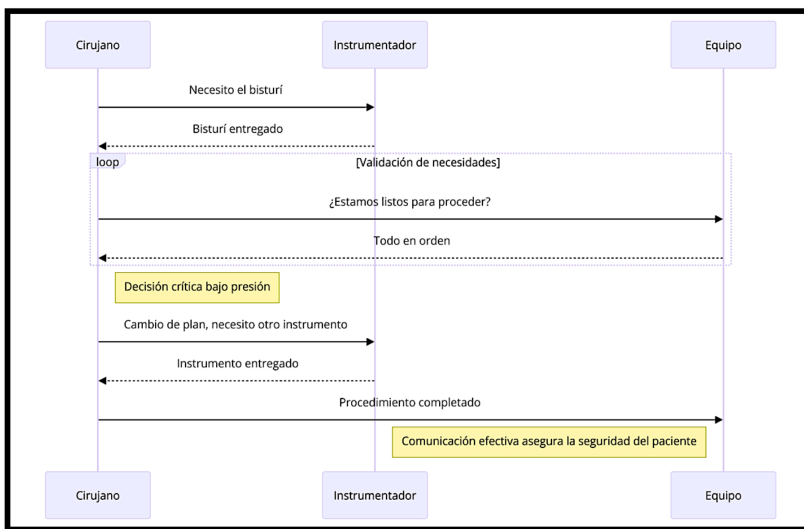 Cirujano
Instrumentador
Equipo
Necesito el bisturí
Bisturí entregado
loop
[Validación de necesidades]
¿Estamos listos para proceder?
Todo en orden
Decisión crítica bajo presión
Cambio de plan, necesito otro instrumento
Instrumento entregado
Procedimiento completado
Comunicación efectiva asegura la seguridad del paciente
Cirujano
Instrumentador
Equipo